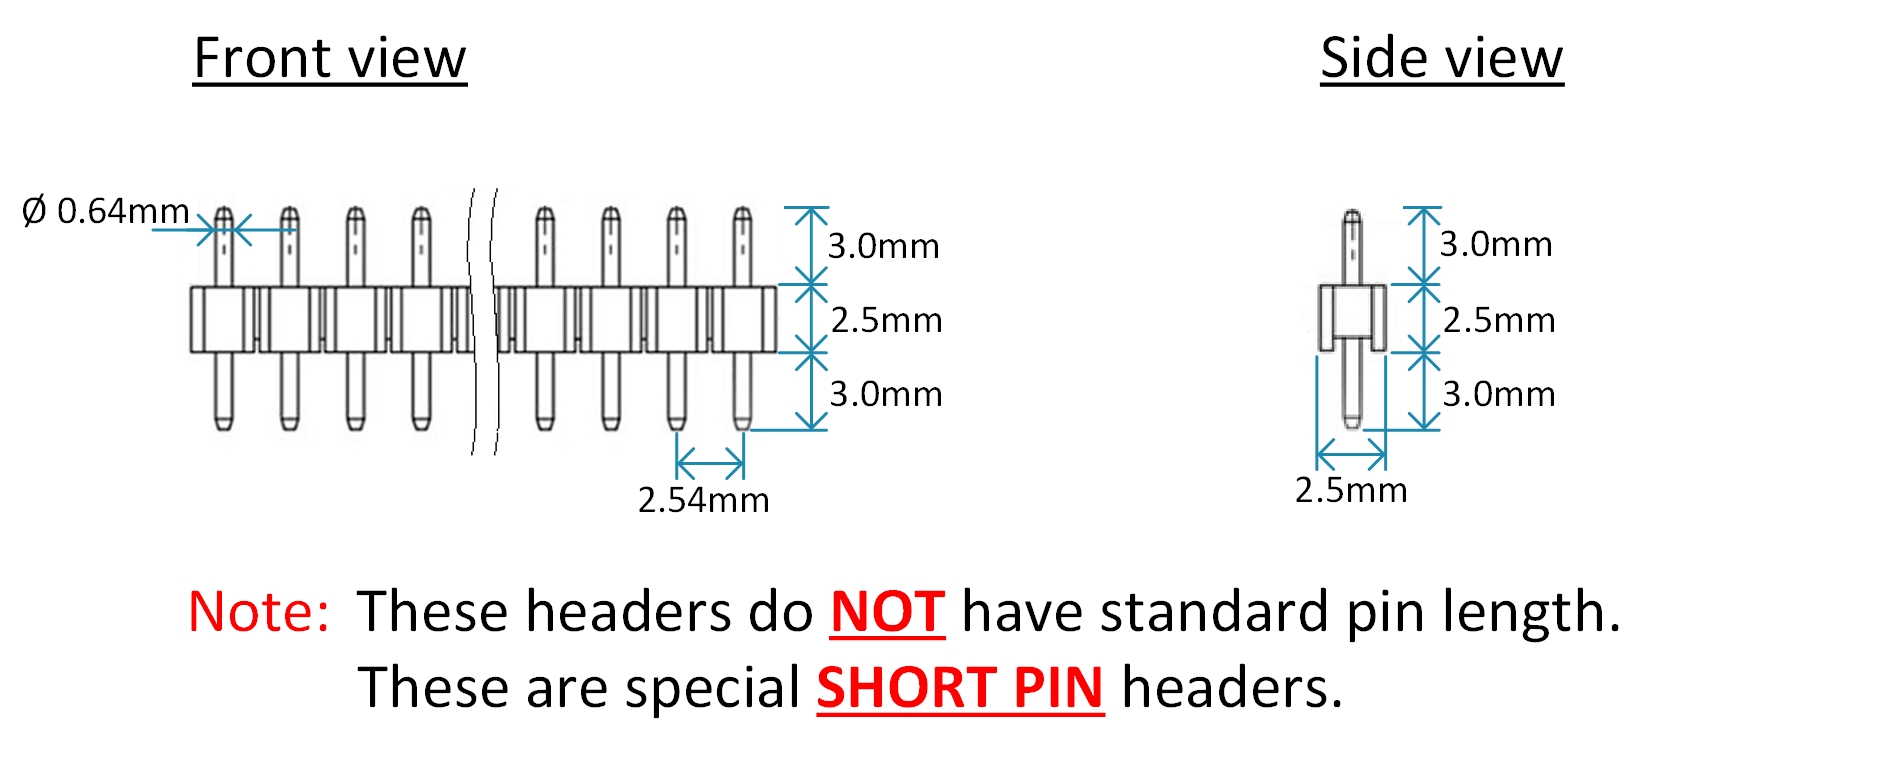 Front view
Side view
Ø 0.64mm
3.0mm
2.5mm
3.0mm
2.54mm
3.0mm
2.5mm
3.0mm
2.5mm
Note: These headers do NOT have standard pin length.
These are special SHORT PIN headers.